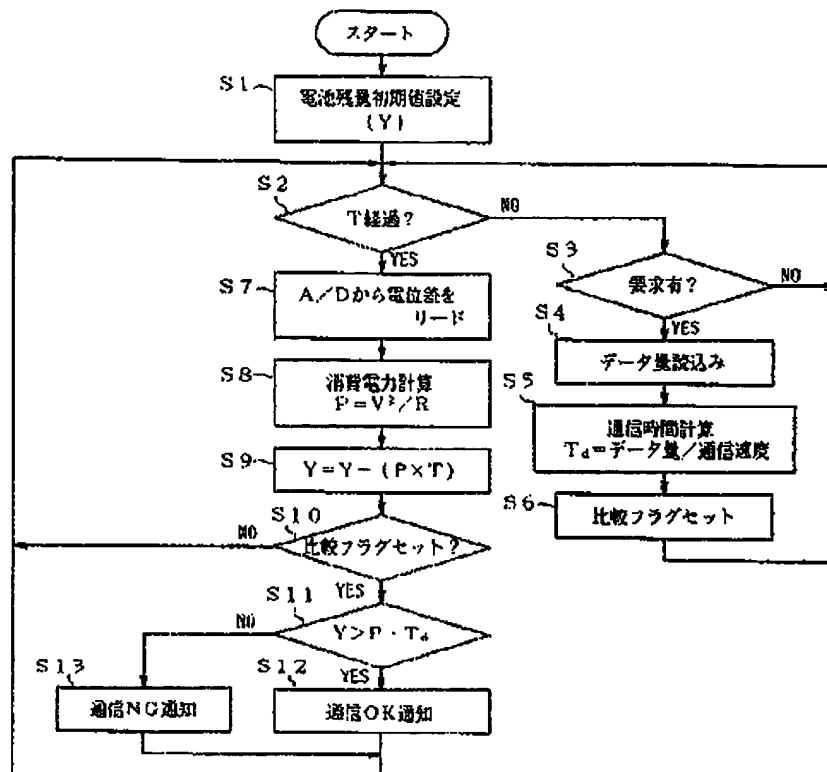 スタート
S1
電池残量初期値設定
(Y)
S2
T経過？
NO
YES
S3
要求有？
NO
YES
S7
A／Dから電位差を
リード
S4
データ量読込み
S8
消費電力計算
P＝V²／R
S5
通信時間計算
Td＝データ量／通信速度
S9
Y＝Y－(P×T)
S6
比較フラグセット
S10
比較フラグセット？
NO
YES
S11
Y＞P・Td
NO
YES
S13
通信NG通知
S12
通信OK通知